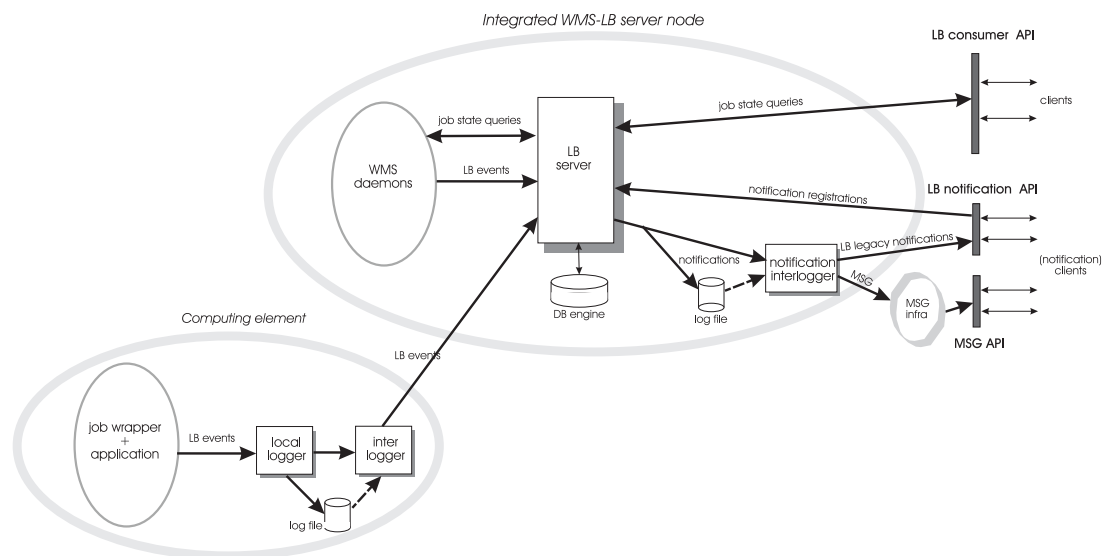 Integrated WMS-LB server node
LB consumer API
job state queries
clients
job state queries
LB
server
WMS
daemons
LB events
LB notification API
notification registrations
LB legacy notifications
notifications
notification
interlogger
(notification)
clients
MSG
MSG
infra
log file
DB engine
MSG API
Computing element
LB events
job wrapper
+
application
LB events
local
logger
inter
logger
log file